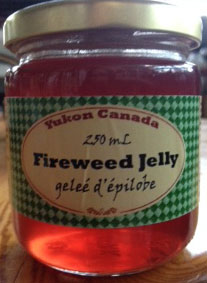 Yukon Canada
250 mL
Fireweed Jelly
geleé d'épilobe